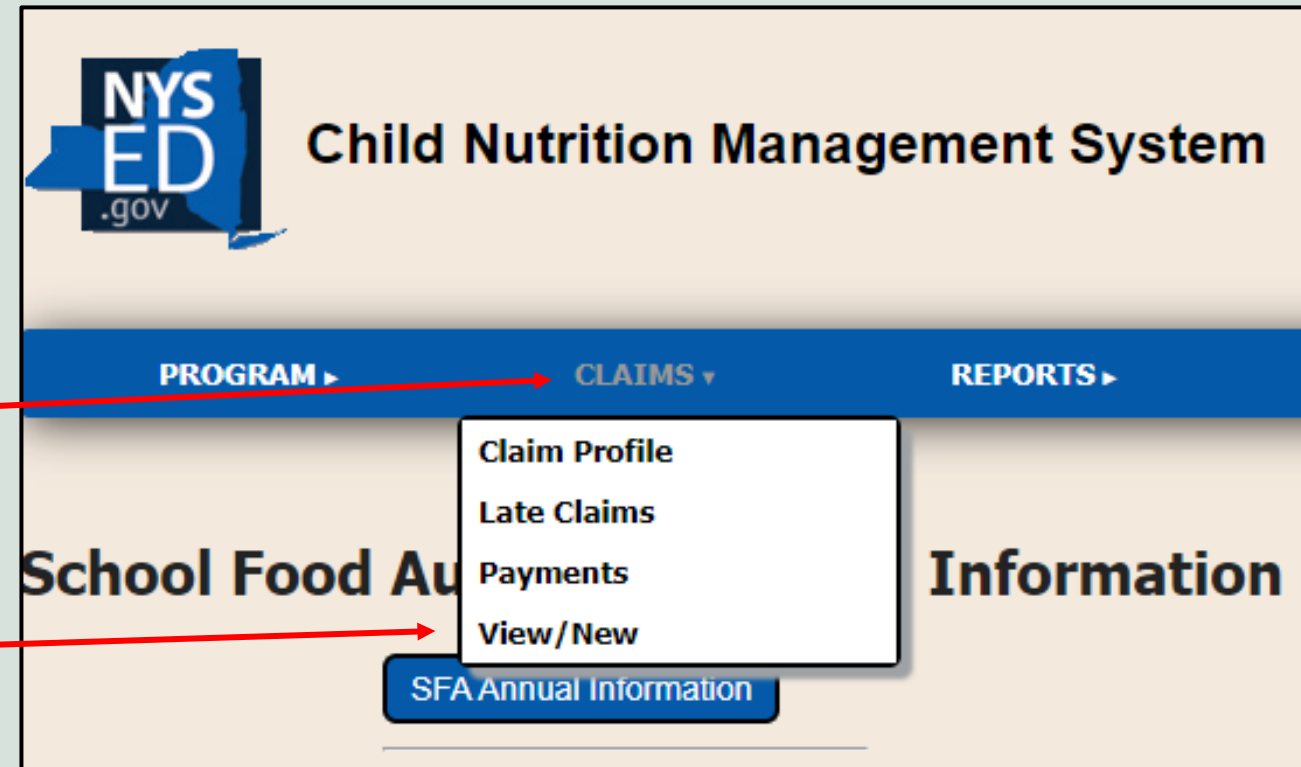 NYS
ED
.gov
Child Nutrition Management System
PROGRAM ▸ CLAIMS ▾ REPORTS ▸
Claim Profile
Late Claims
Payments
View/New
School Food Au Information
SFA Annual Information